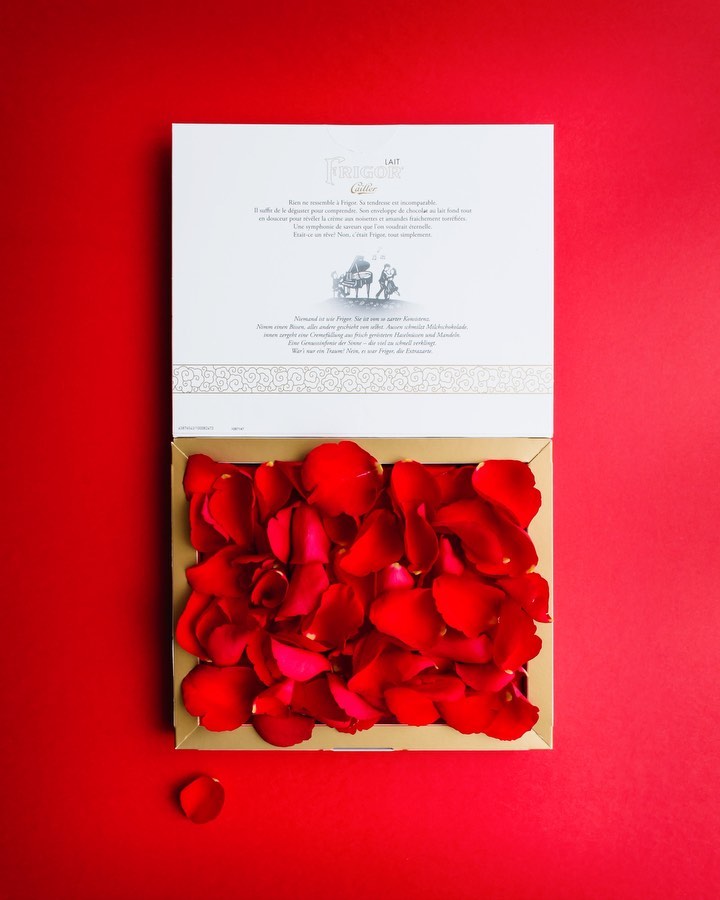 LAIT
FRIGOR
Cailler
Rien ne ressemble à Frigor. Sa tendresse est incomparable.
Il suffit de le déguster pour comprendre. Son enveloppe de chocolat au lait fond tout
en douceur pour révéler la crème aux noisettes et amandes fraîchement torréfiées.
Une symphonie de saveurs que l'on voudrait éternelle.
Etait-ce un rêve? Non, c'était Frigor, tout simplement.
Niemand ist wie Frigor. Sie ist von so zarter Konsistenz.
Nimm einen Bissen, alles andere geschieht von selbst. Aussen schmilzt Milchschokolade,
innen zergeht eine Cremefüllung aus frisch gerösteten Haselnüssen und Mandeln.
Eine Genussinfonie der Sinne – die viel zu schnell verklingt.
War's nur ein Traum? Nein, es war Frigor, die Extrazarte.